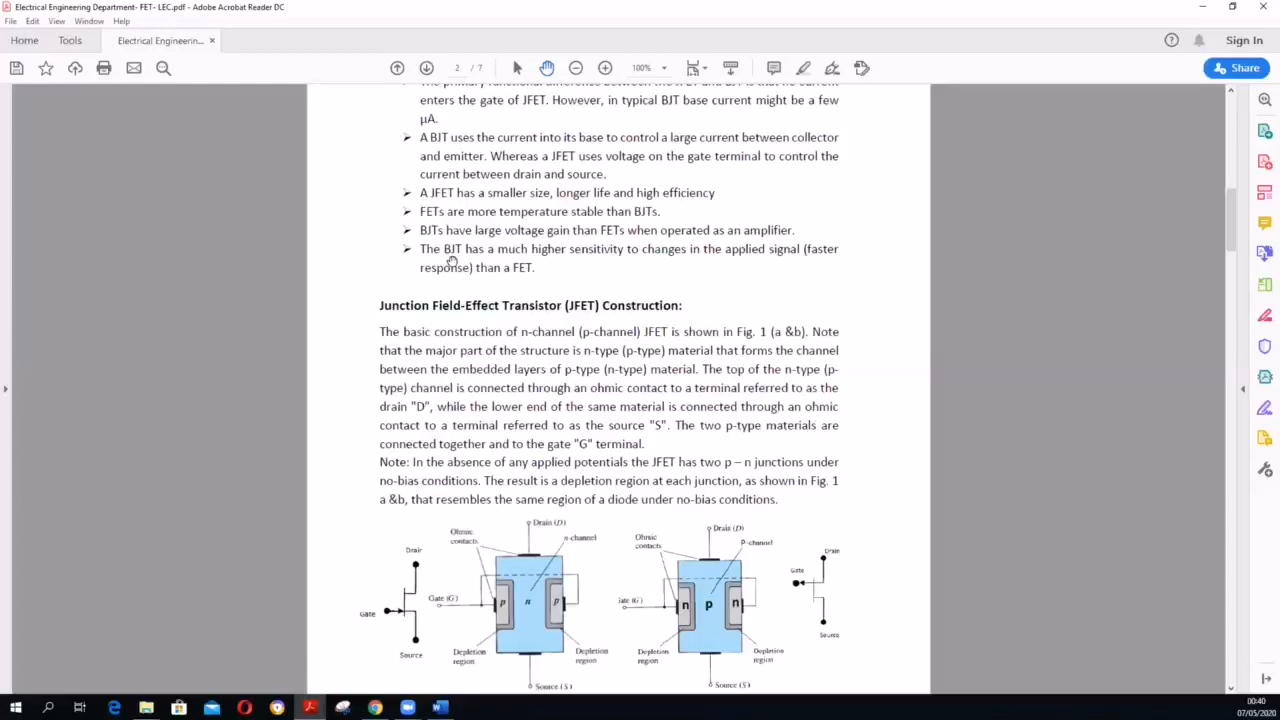 Electrical Engineering Department- FET- LEC.pdf - Adobe Acrobat Reader DC
File Edit View Window Help
Home Tools Electrical Engineerin... × Sign In
2 / 7 100% Share
enters the gate of JFET. However, in typical BJT base current might be a few
µA.
➢ A BJT uses the current into its base to control a large current between collector
and emitter. Whereas a JFET uses voltage on the gate terminal to control the
current between drain and source.
➢ A JFET has a smaller size, longer life and high efficiency
➢ FETs are more temperature stable than BJTs.
➢ BJTs have large voltage gain than FETs when operated as an amplifier.
➢ The BJT has a much higher sensitivity to changes in the applied signal (faster
response) than a FET.
Junction Field-Effect Transistor (JFET) Construction:
The basic construction of n-channel (p-channel) JFET is shown in Fig. 1 (a &b). Note
that the major part of the structure is n-type (p-type) material that forms the channel
between the embedded layers of p-type (n-type) material. The top of the n-type (p-
type) channel is connected through an ohmic contact to a terminal referred to as the
drain "D", while the lower end of the same material is connected through an ohmic
contact to a terminal referred to as the source "S". The two p-type materials are
connected together and to the gate "G" terminal.
Note: In the absence of any applied potentials the JFET has two p – n junctions under
no-bias conditions. The result is a depletion region at each junction, as shown in Fig. 1
a &b, that resembles the same region of a diode under no-bias conditions.
Drain
Gate
Source
Drain (D)
Ohmic
contacts
n-channel
Gate (G)
p n p
Depletion
region
Depletion
region
Source (S)
Drain (D)
Ohmic
contacts
p-channel
ate (G)
n p n
Depletion
region
Depletion
region
Source (S)
Drain
Gate
Source
00:40
07/05/2020